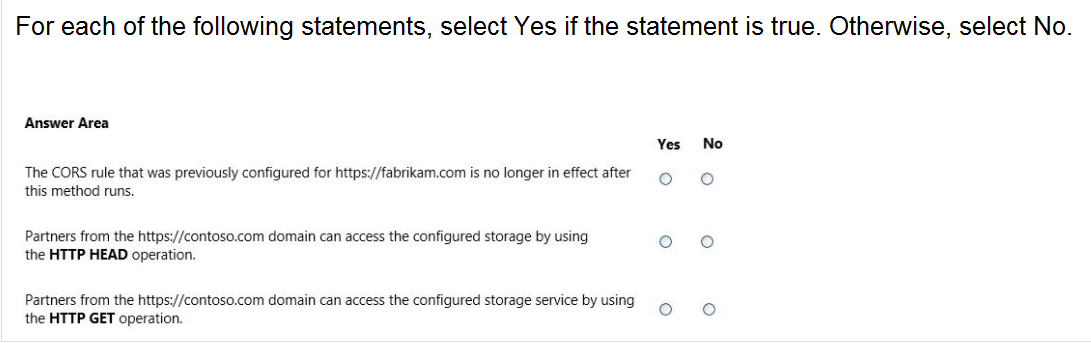 For each of the following statements, select Yes if the statement is true. Otherwise, select No.
Answer Area
Yes No
The CORS rule that was previously configured for https://fabrikam.com is no longer in effect after
this method runs.
Partners from the https://contoso.com domain can access the configured storage by using
the HTTP HEAD operation.
Partners from the https://contoso.com domain can access the configured storage service by using
the HTTP GET operation.